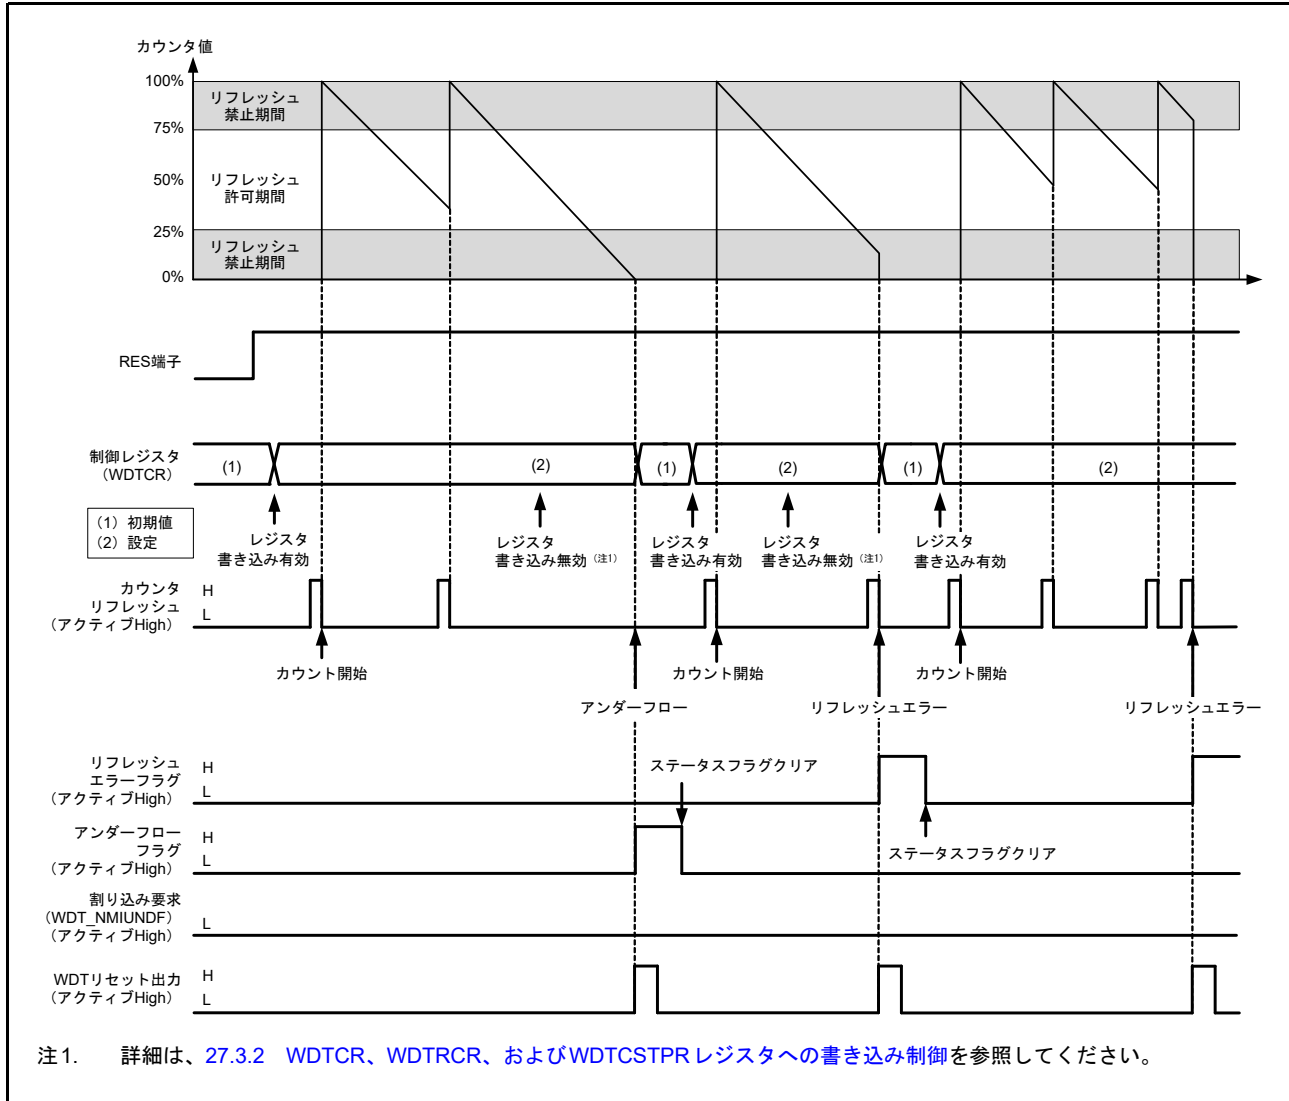 カウンタ値
100%
リフレッシュ
禁止期間
75%
50%
リフレッシュ
許可期間
25%
リフレッシュ
禁止期間
0%
RES端子
制御レジスタ
（WDTCR）
(1)
(2)
(1)
(2)
(1)
(2)
（1）初期値
（2）設定
レジスタ
書き込み有効
レジスタ
書き込み無効（注1）
レジスタ
書き込み有効
レジスタ
書き込み無効（注1）
レジスタ
書き込み有効
カウンタ
リフレッシュ
（アクティブHigh）
H
L
カウント開始
カウント開始
カウント開始
アンダーフロー
リフレッシュエラー
リフレッシュエラー
リフレッシュ
エラーフラグ
（アクティブHigh）
H
L
ステータスフラグクリア
アンダーフロー
フラグ
（アクティブHigh）
H
L
ステータスフラグクリア
割り込み要求
（WDT_NMIUNDF）
（アクティブHigh）
L
WDTリセット出力
（アクティブHigh）
H
L
注1. 詳細は、27.3.2 WDTCR、WDTRCR、およびWDTCSTPRレジスタへの書き込み制御を参照してください。